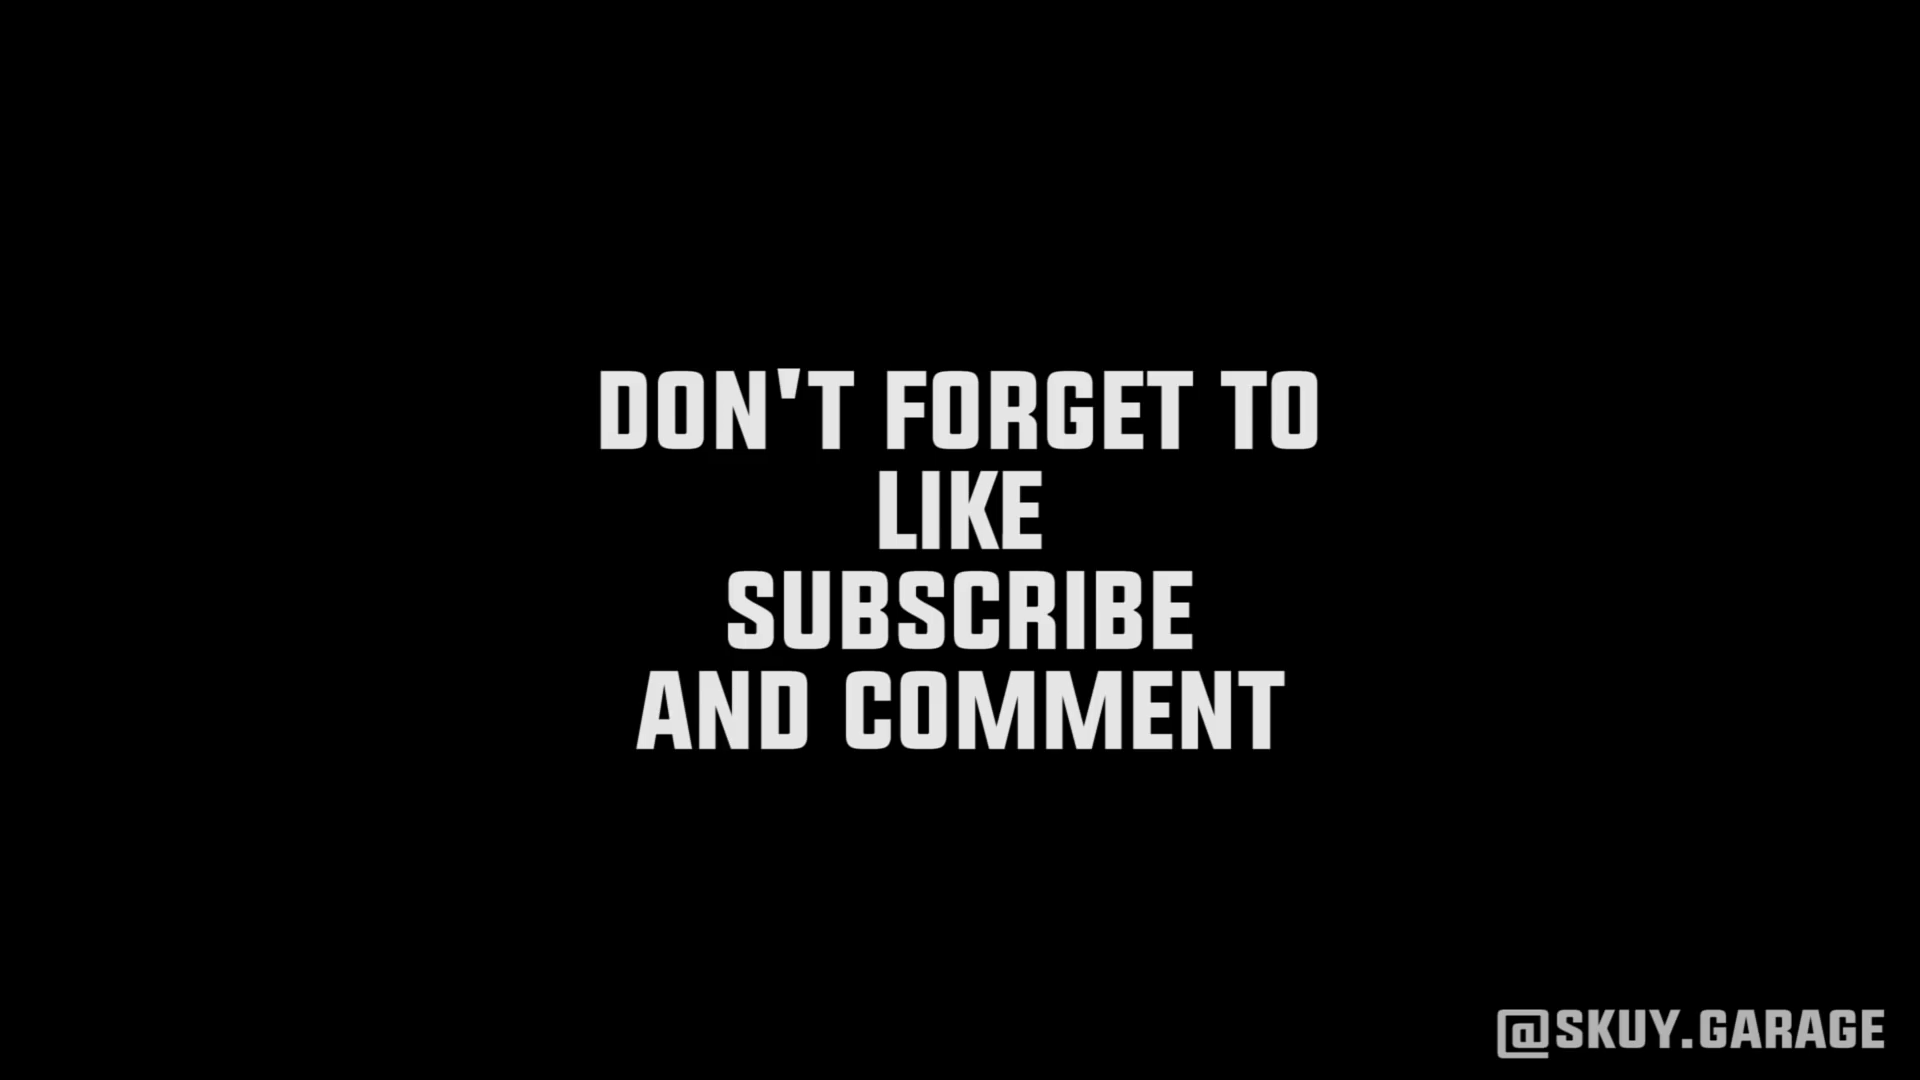 DON'T FORGET TO
LIKE
SUBSCRIBE
AND COMMENT
@SKUY.GARAGE